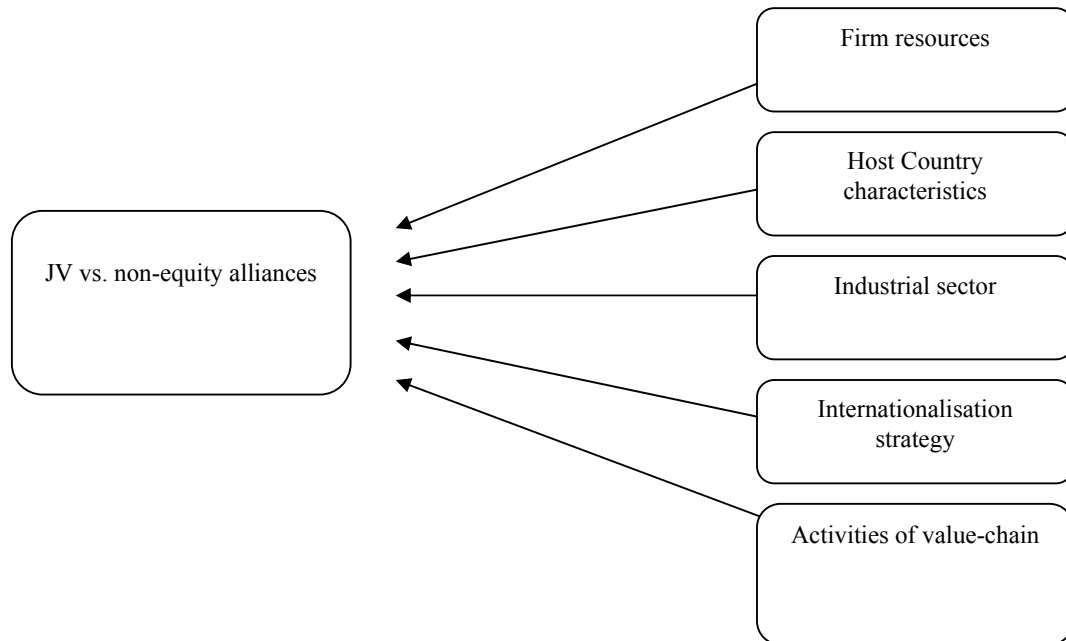 Firm resources
Host Country
characteristics
JV vs. non-equity alliances
Industrial sector
Internationalisation
strategy
Activities of value-chain